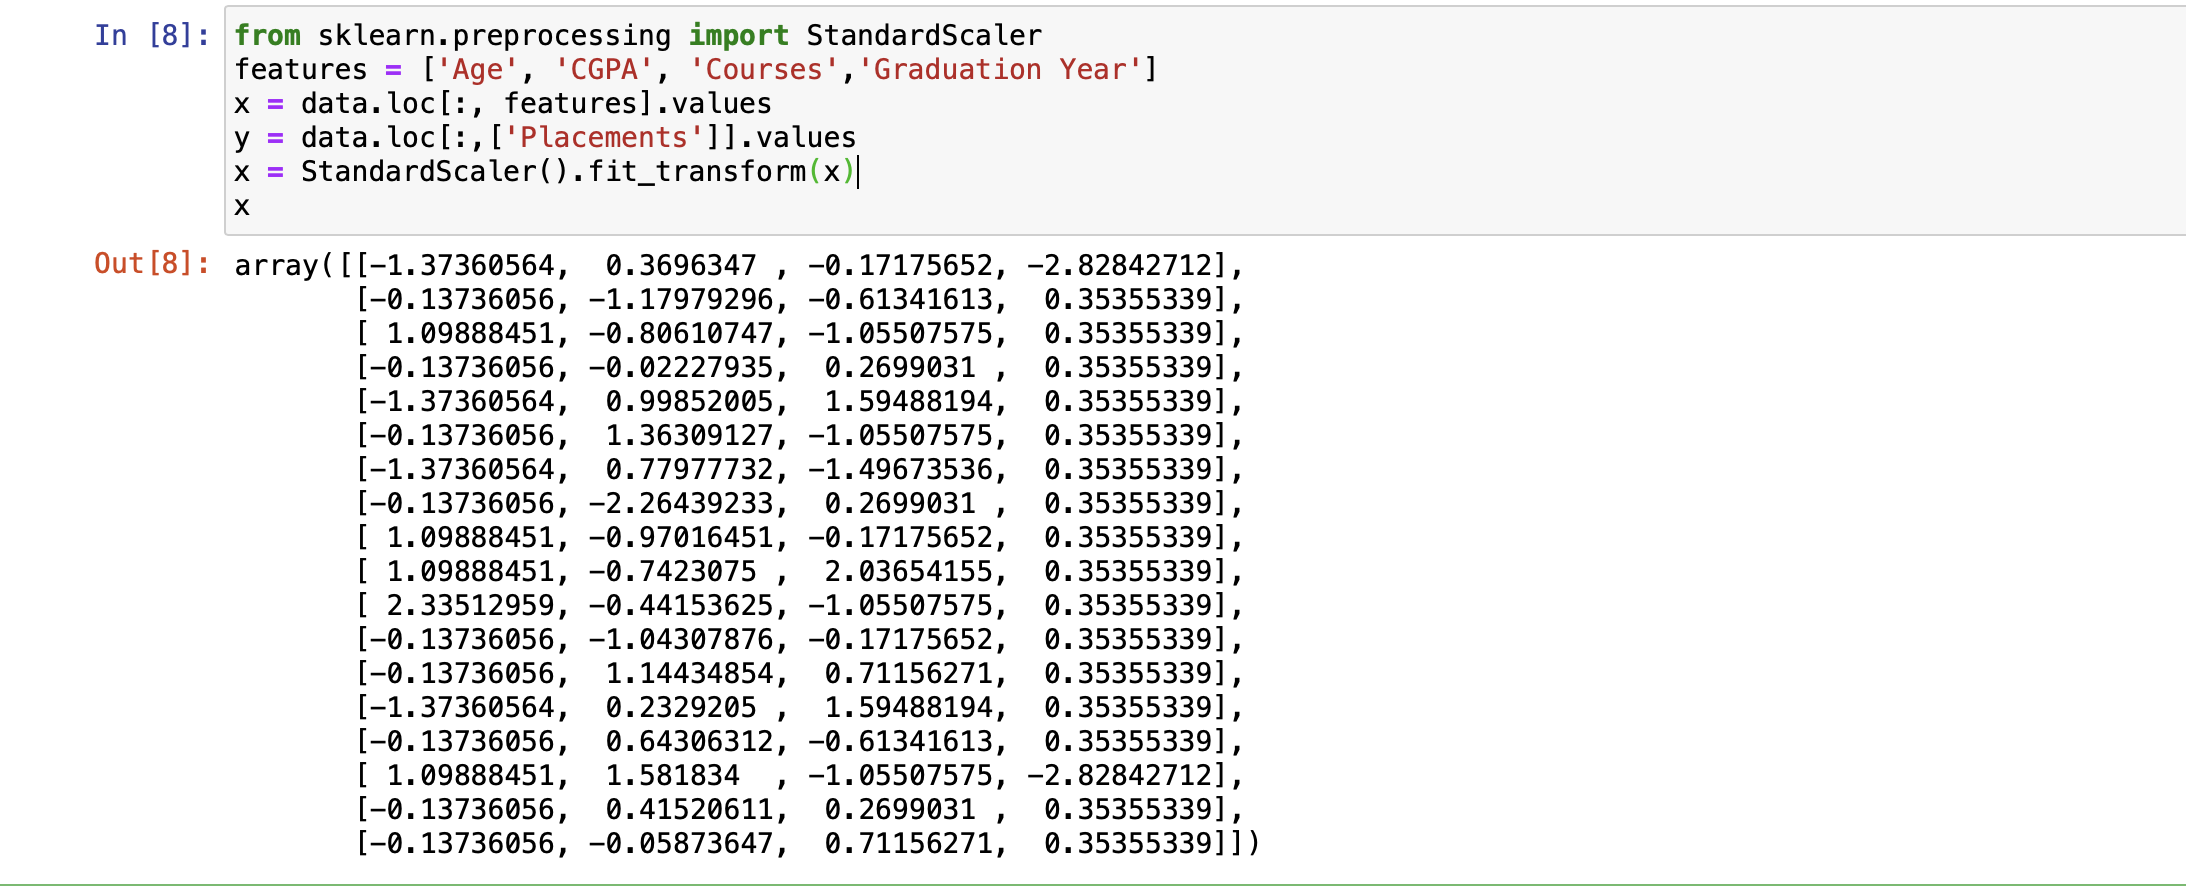 In [8]: from sklearn.preprocessing import StandardScaler
features = ['Age', 'CGPA', 'Courses','Graduation Year']
x = data.loc[:, features].values
y = data.loc[:,['Placements']].values
x = StandardScaler().fit_transform(x)
x
Out[8]: array([[-1.37360564,  0.3696347 , -0.17175652, -2.82842712],
[-0.13736056, -1.17979296, -0.61341613,  0.35355339],
[ 1.09888451, -0.80610747, -1.05507575,  0.35355339],
[-0.13736056, -0.02227935,  0.2699031 ,  0.35355339],
[-1.37360564,  0.99852005,  1.59488194,  0.35355339],
[-0.13736056,  1.36309127, -1.05507575,  0.35355339],
[-1.37360564,  0.77977732, -1.49673536,  0.35355339],
[-0.13736056, -2.26439233,  0.2699031 ,  0.35355339],
[ 1.09888451, -0.97016451, -0.17175652,  0.35355339],
[ 1.09888451, -0.7423075 ,  2.03654155,  0.35355339],
[ 2.33512959, -0.44153625, -1.05507575,  0.35355339],
[-0.13736056, -1.04307876, -0.17175652,  0.35355339],
[-0.13736056,  1.14434854,  0.71156271,  0.35355339],
[-1.37360564,  0.2329205 ,  1.59488194,  0.35355339],
[-0.13736056,  0.64306312, -0.61341613,  0.35355339],
[ 1.09888451,  1.581834  , -1.05507575, -2.82842712],
[-0.13736056,  0.41520611,  0.2699031 ,  0.35355339],
[-0.13736056, -0.05873647,  0.71156271,  0.35355339]])